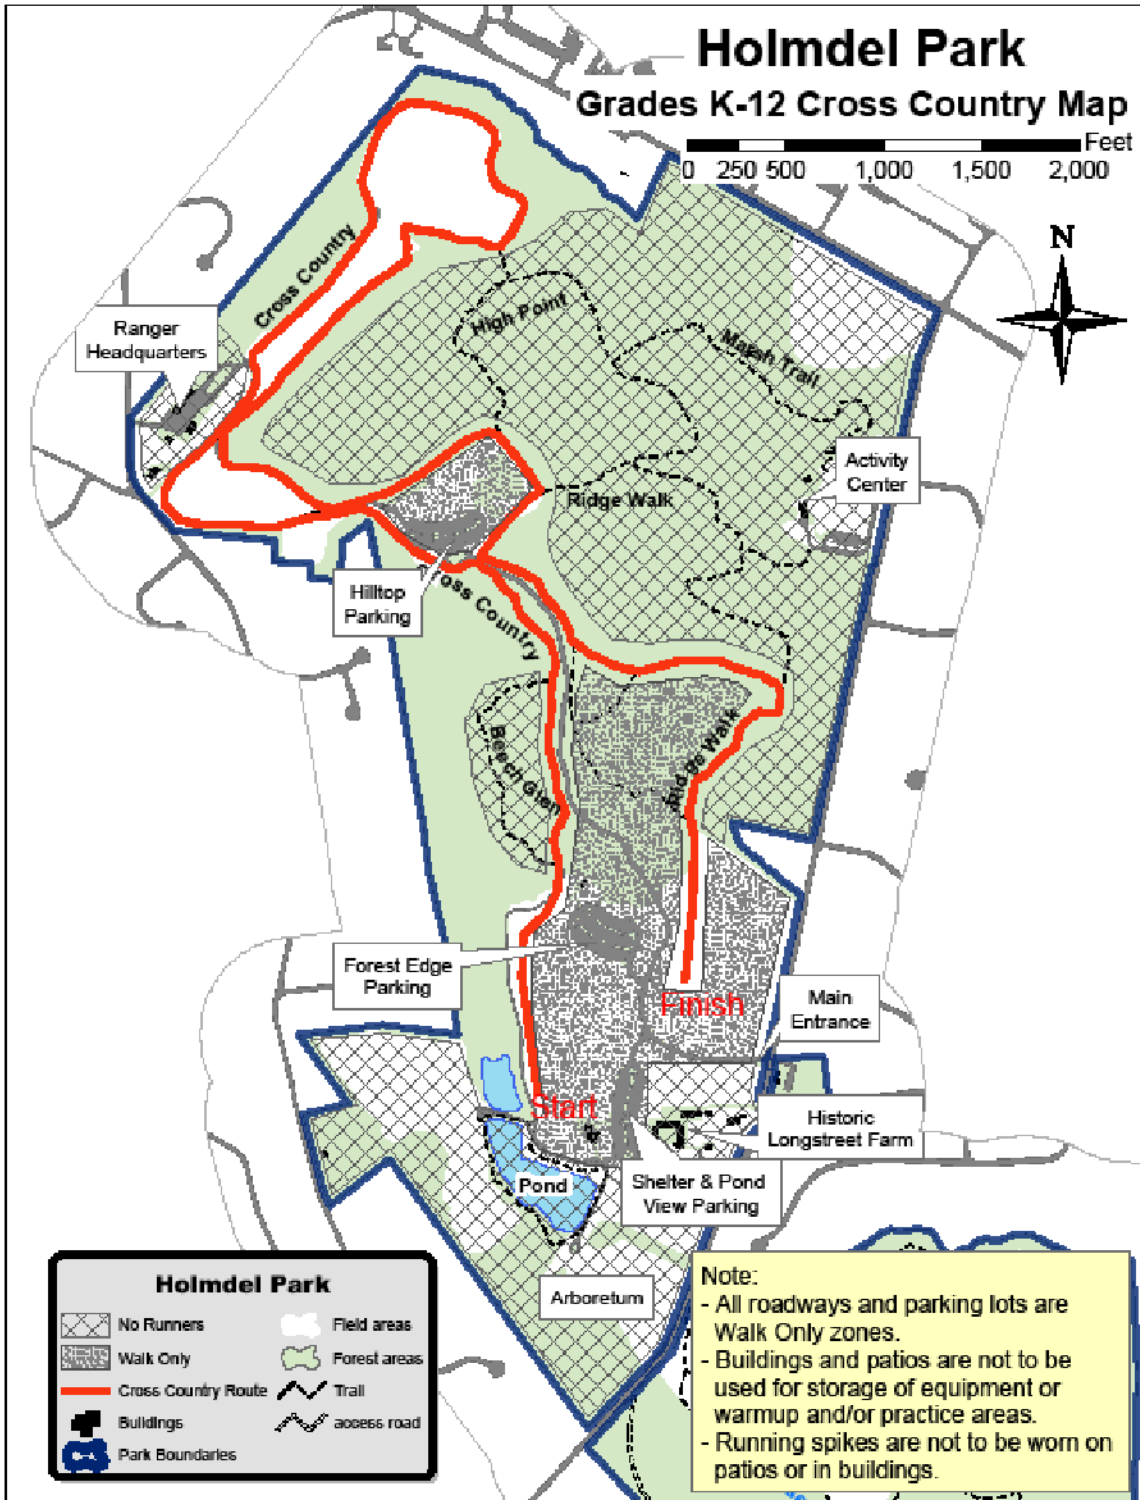 Holmdel Park
Grades K-12 Cross Country Map
Feet
0 250 500 1,000 1,500 2,000
N
Cross Country
Ranger
Headquarters
High Point
Marsh Trail
Activity
Center
Ridge Walk
Hilltop
Parking
Cross Country
Beech Glen
Ridge Walk
Forest Edge
Parking
Finish
Main
Entrance
Start
Historic
Longstreet Farm
Pond
Shelter & Pond
View Parking
Arboretum
Holmdel Park
No Runners
Field areas
Walk Only
Forest areas
Cross Country Route
Trail
Buildings
access road
Park Boundaries
Note:
- All roadways and parking lots are
Walk Only zones.
- Buildings and patios are not to be
used for storage of equipment or
warmup and/or practice areas.
- Running spikes are not to be worn on
patios or in buildings.